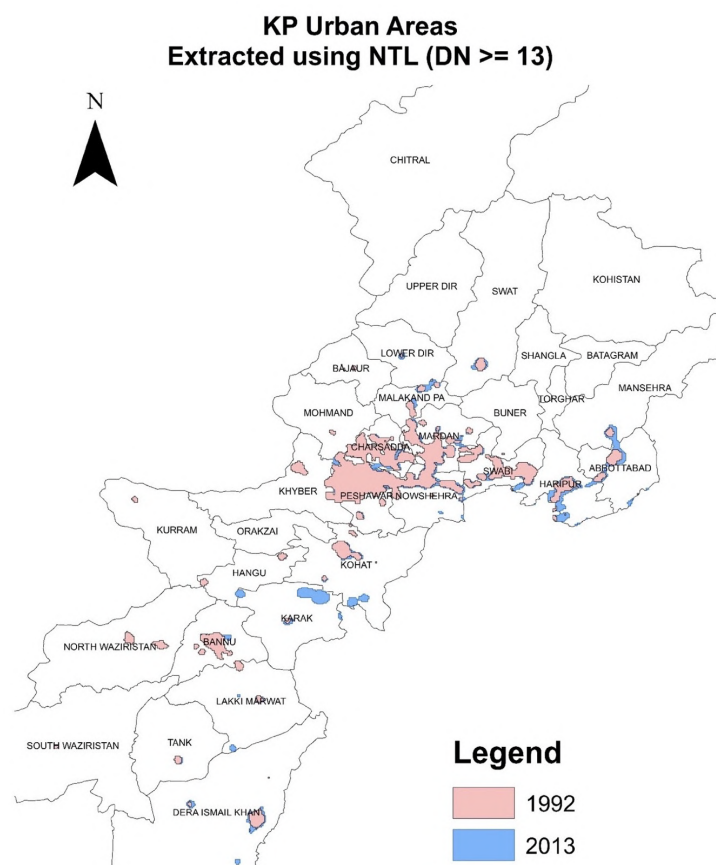 KP Urban Areas
Extracted using NTL (DN >= 13)
N
CHITRAL
UPPER DIR
SWAT
KOHISTAN
LOWER DIR
SHANGLA
BATAGRAM
BAJAUR
MANSEHRA
MALAKAND PA
TORGHAR
MOHMAND
BUNER
MARDAN
CHARSADDA
SWABI
ABBOTTABAD
KHYBER
HARIPUR
PESHAWAR
NOWSHEHRA
KURRAM
ORAKZAI
KOHAT
HANGU
KARAK
NORTH WAZIRISTAN
BANNU
LAKKI MARWAT
SOUTH WAZIRISTAN
TANK
DERA ISMAIL KHAN
Legend
1992
2013